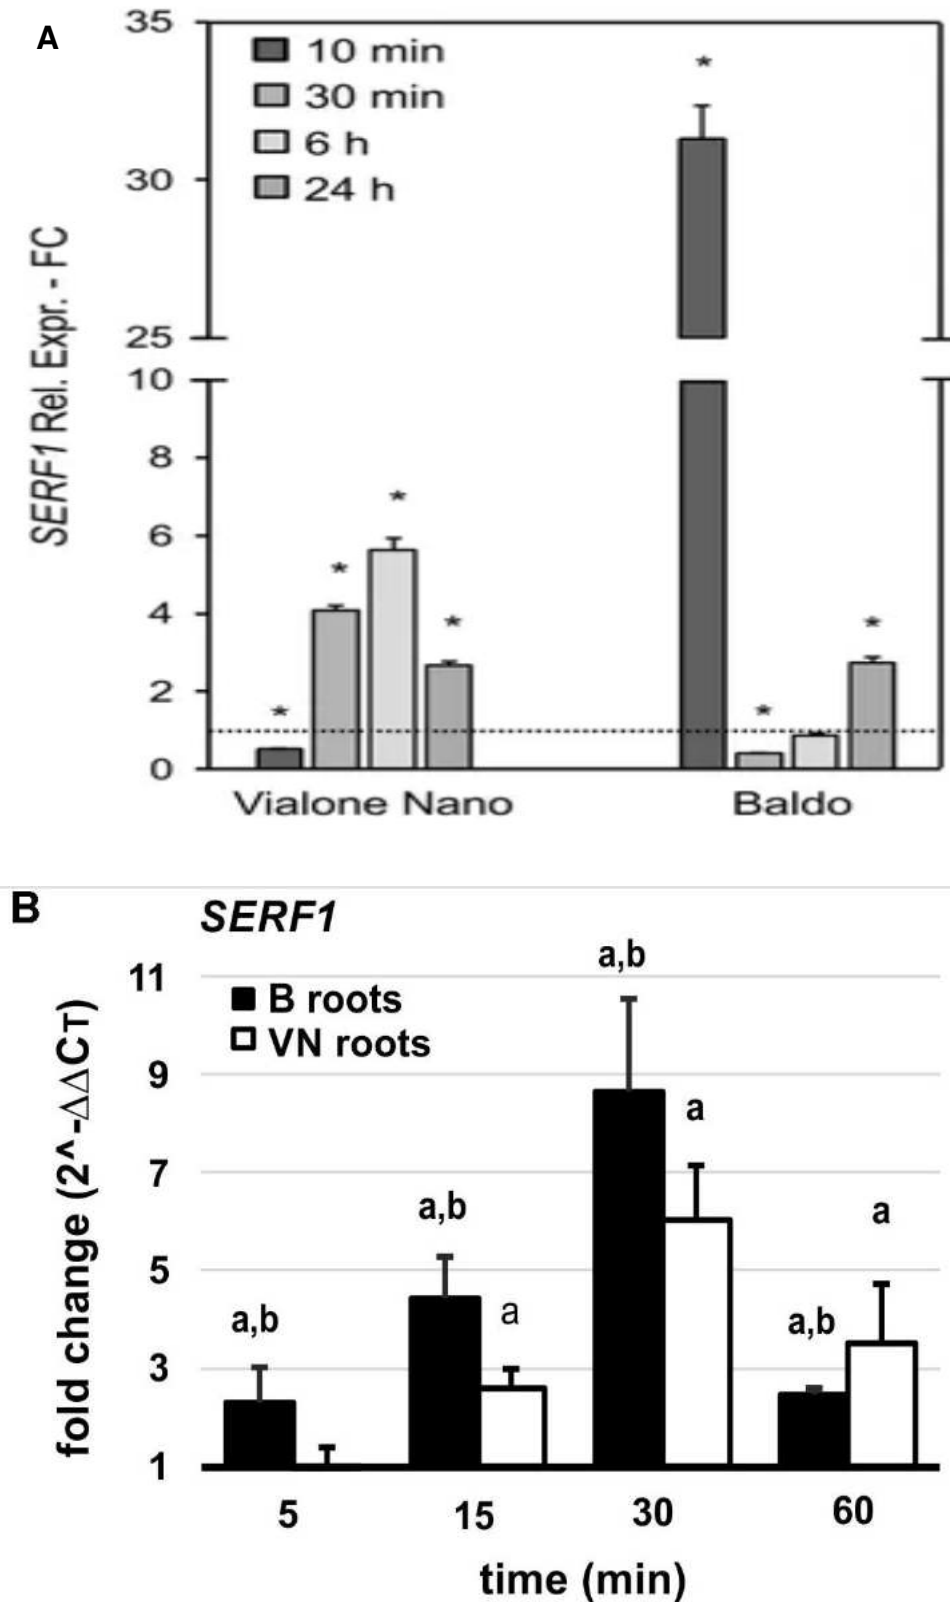 A
35
30
25
10
8
6
4
2
0
SERF1 Rel. Expr. - FC
10 min
30 min
6 h
24 h
*
*
*
*
*
*
*
Vialone Nano
Baldo
B
SERF1
11
9
7
5
3
1
fold change (2^-ΔΔCT)
B roots
VN roots
a,b
a,b
a
a,b
a
a,b
a
5
15
30
60
time (min)